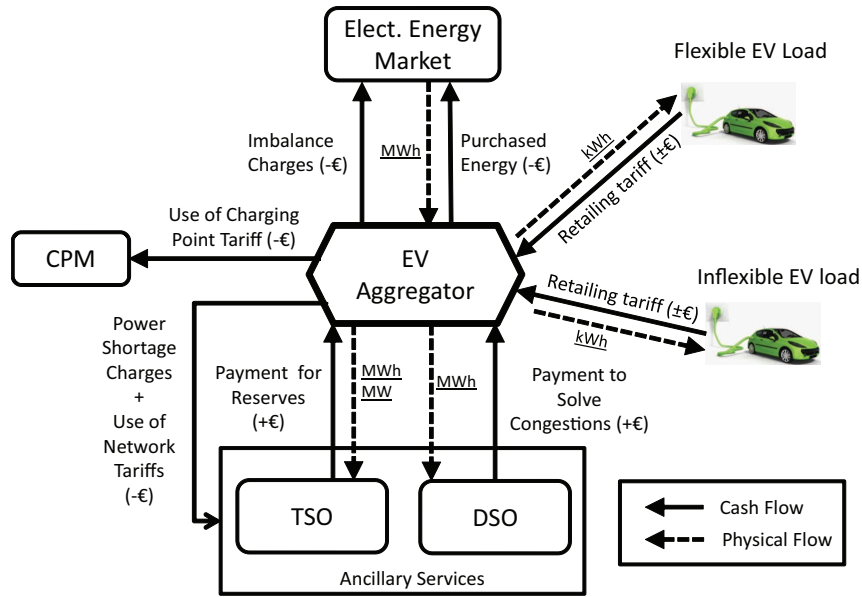 Elect. Energy
Market
Flexible EV Load
Imbalance
Charges (-€)
MWh
Purchased
Energy (-€)
kWh
Retailing tariff (±€)
Use of Charging
Point Tariff (-€)
CPM
EV
Aggregator
Inflexible EV load
Retailing tariff (±€)
kWh
Power
Shortage
Charges
+
Use of
Network
Tariffs
(-€)
Payment for
Reserves
(+€)
MWh
MW
MWh
Payment to
Solve
Congestions (+€)
TSO
DSO
Ancillary Services
Cash Flow
Physical Flow